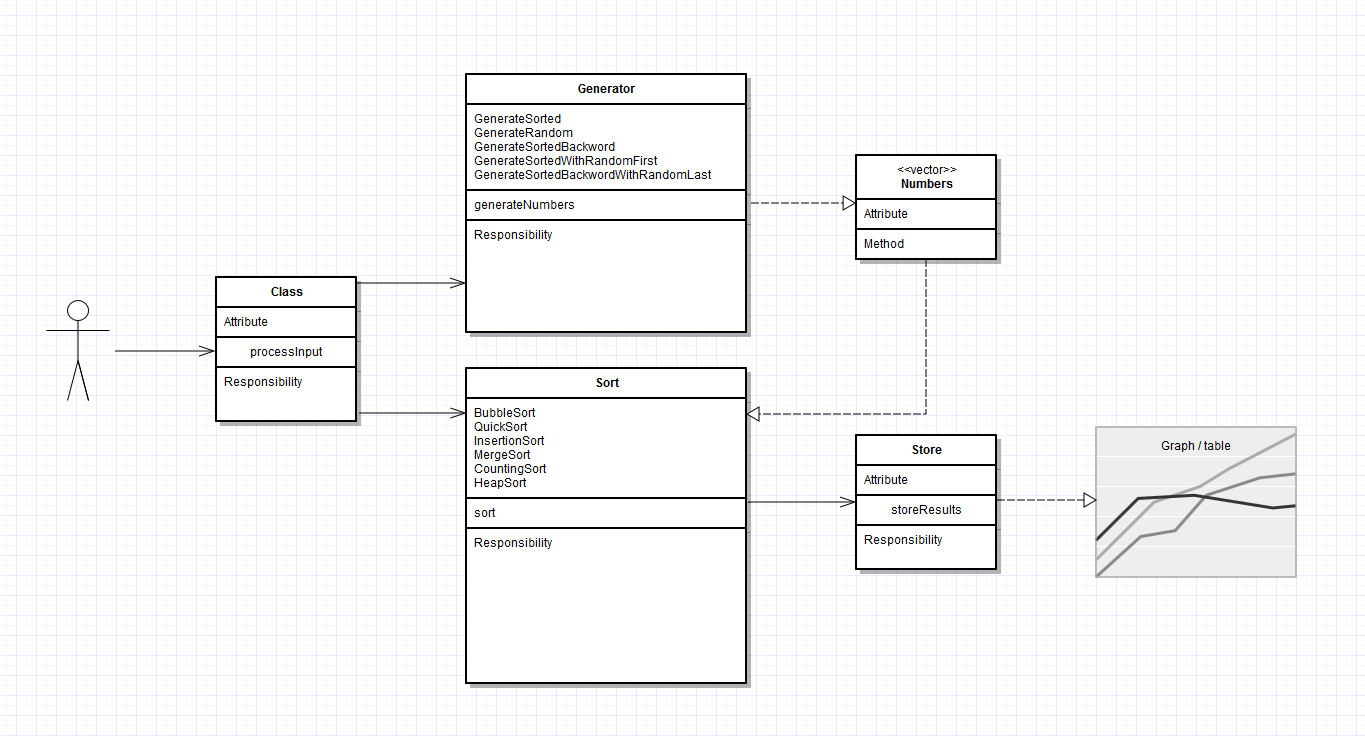 Generator
GenerateSorted
GenerateRandom
GenerateSortedBackword
GenerateSortedWithRandomFirst
GenerateSortedBackwordWithRandomLast
generateNumbers
Responsibility
<<vector>>
Numbers
Attribute
Method
Class
Attribute
processInput
Responsibility
Sort
BubbleSort
QuickSort
InsertionSort
MergeSort
CountingSort
HeapSort
sort
Responsibility
Store
Attribute
storeResults
Responsibility
Graph / table